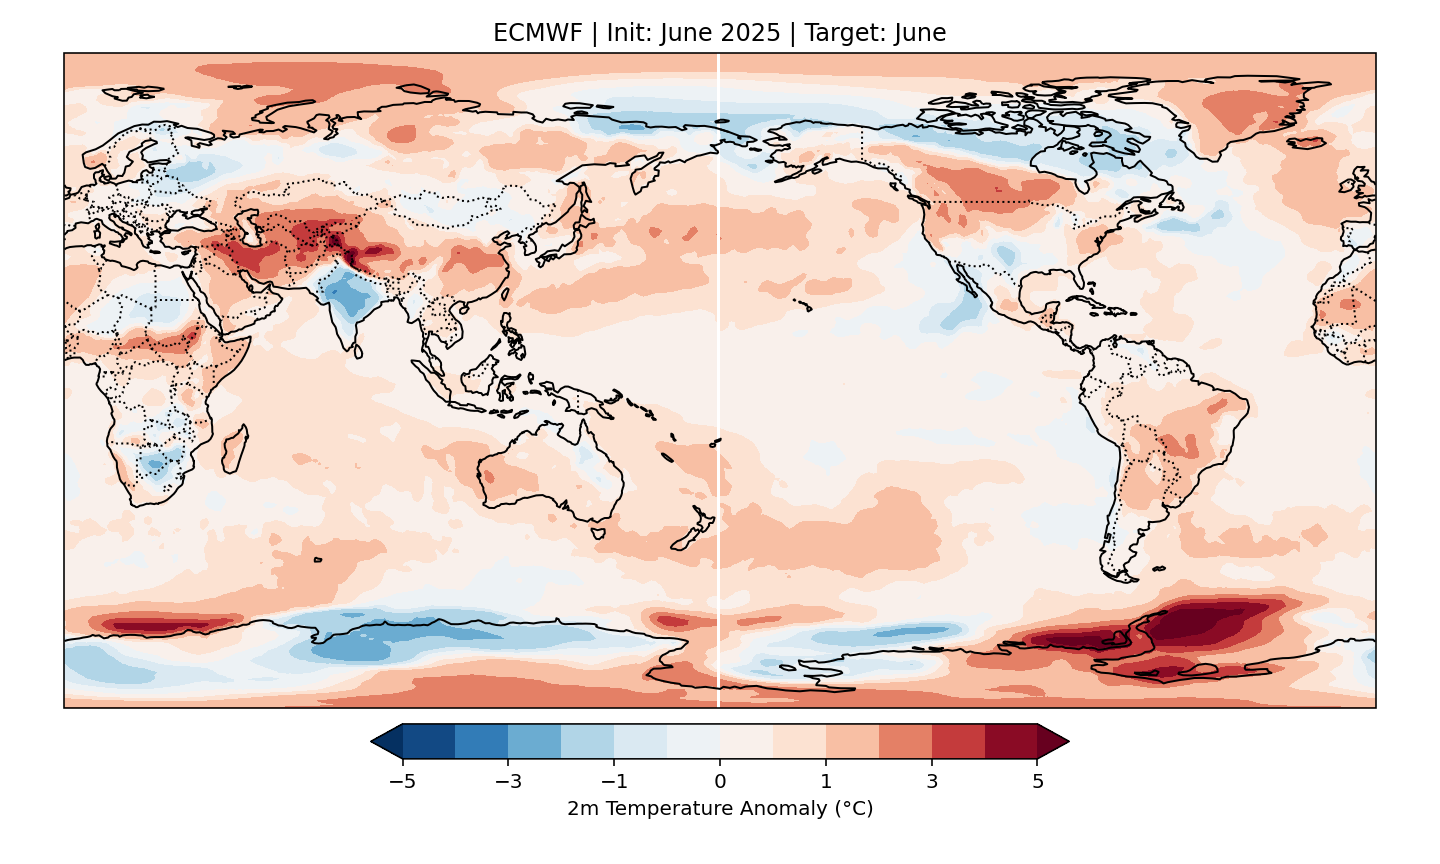 ECMWF | Init: June 2025 | Target: June
−5 −3 −1 0 1 3 5
2m Temperature Anomaly (°C)